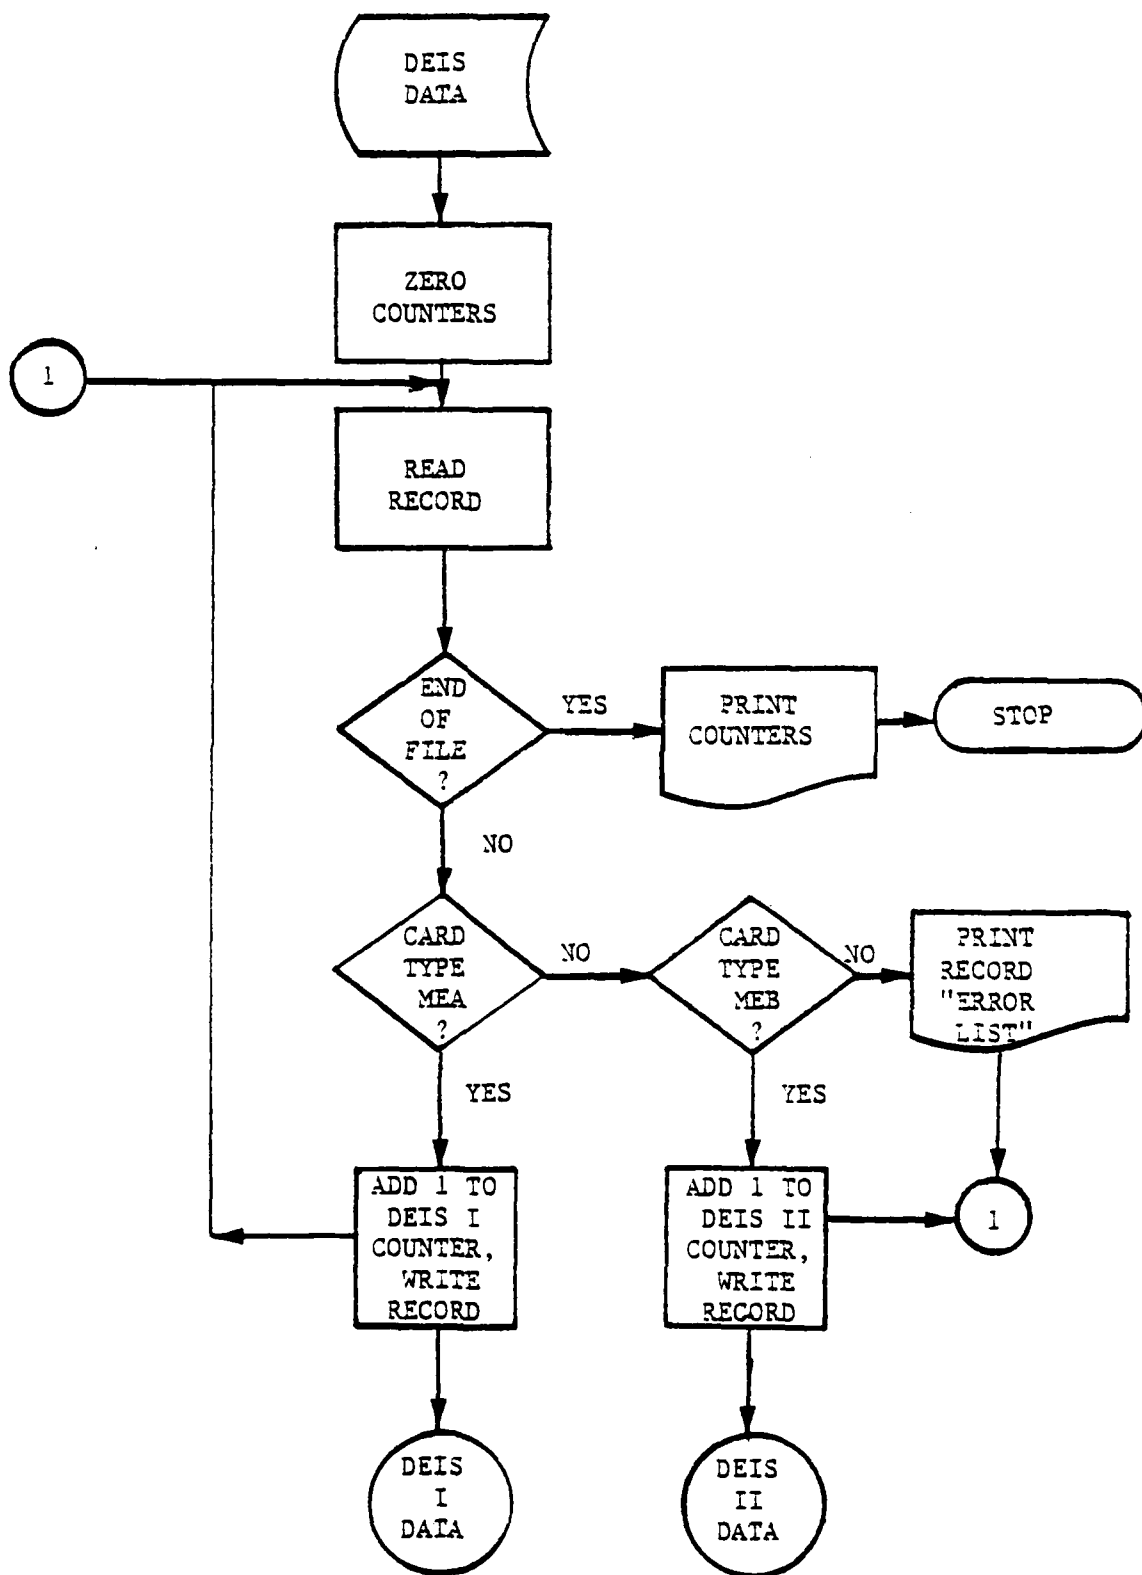 DEIS
DATA
ZERO
COUNTERS
1
READ
RECORD
END
OF
FILE
?
YES
PRINT
COUNTERS
STOP
NO
CARD
TYPE
MEA
?
NO
CARD
TYPE
MEB
?
NO
PRINT
RECORD
"ERROR
LIST"
YES
YES
ADD 1 TO
DEIS I
COUNTER,
WRITE
RECORD
ADD 1 TO
DEIS II
COUNTER,
WRITE
RECORD
1
DEIS
I
DATA
DEIS
II
DATA